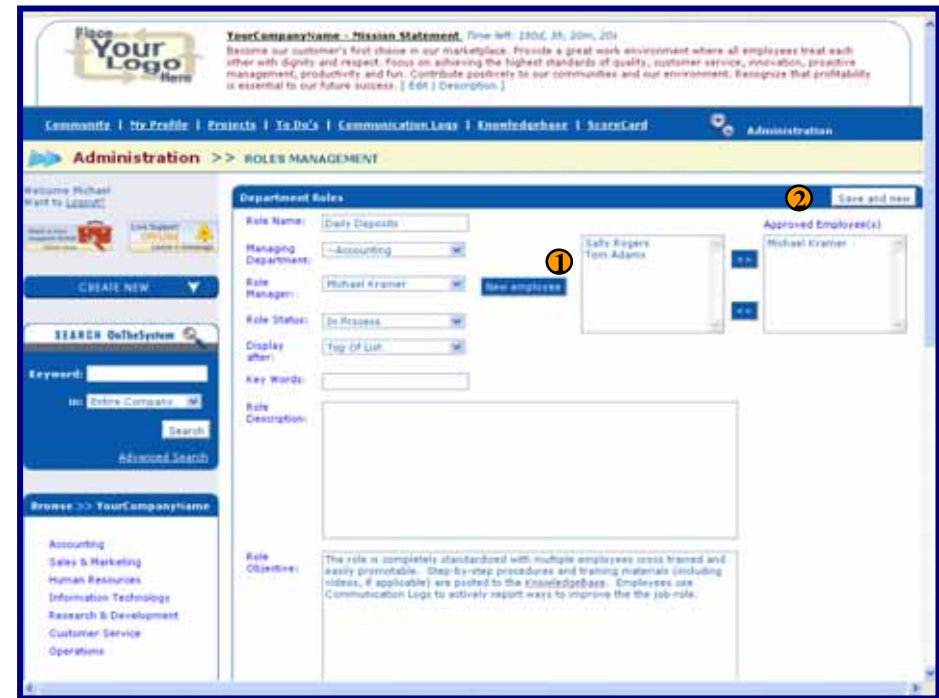 Place
Your
Logo
Here
YourCompanyName - Mission Statement, Time left: 193d, 3h, 20m, 20s
Become our customer's first choice in our marketplace. Provide a great work environment where all employees treat each
other with dignity and respect. Focus on achieving the highest standards of quality, customer service, innovation, proactive
management, productivity and fun. Contribute positively to our communities and our environment. Recognize that profitability
is essential to our future success. [ Edit | Description ]
Community | My Profile | Projects | To Do's | Communication Logs | Knowledgebase | ScoreCard
Administration
Administration >> ROLES MANAGEMENT
Welcome Michael
Want to Logout?
Live Support
OFFLINE
Leave a message
CREATE NEW
SEARCH OnTheSystem
Keyword:
in: Entire Company
Search
Advanced Search
Browse >> YourCompanyName
Accounting
Sales & Marketing
Human Resources
Information Technology
Research & Development
Customer Service
Operations
Department Roles
2
Save and new
Role Name: Daily Deposits
Approved Employee(s)
Managing
Department: --Accounting
1
Sally Rogers
Tom Adams
>>
Michael Kramer
Role
Manager: Michael Kramer
New employee
<<
Role Status: In Process
Display
after: Top Of List
Key Words:
Role
Description:
Role
Objective:
The role is completely standardized with multiple employees cross trained and
easily promotable. Step-by-step procedures and training materials (including
videos, if applicable) are posted to the KnowledgeBase. Employees use
Communication Logs to actively report ways to improve the the job-role.